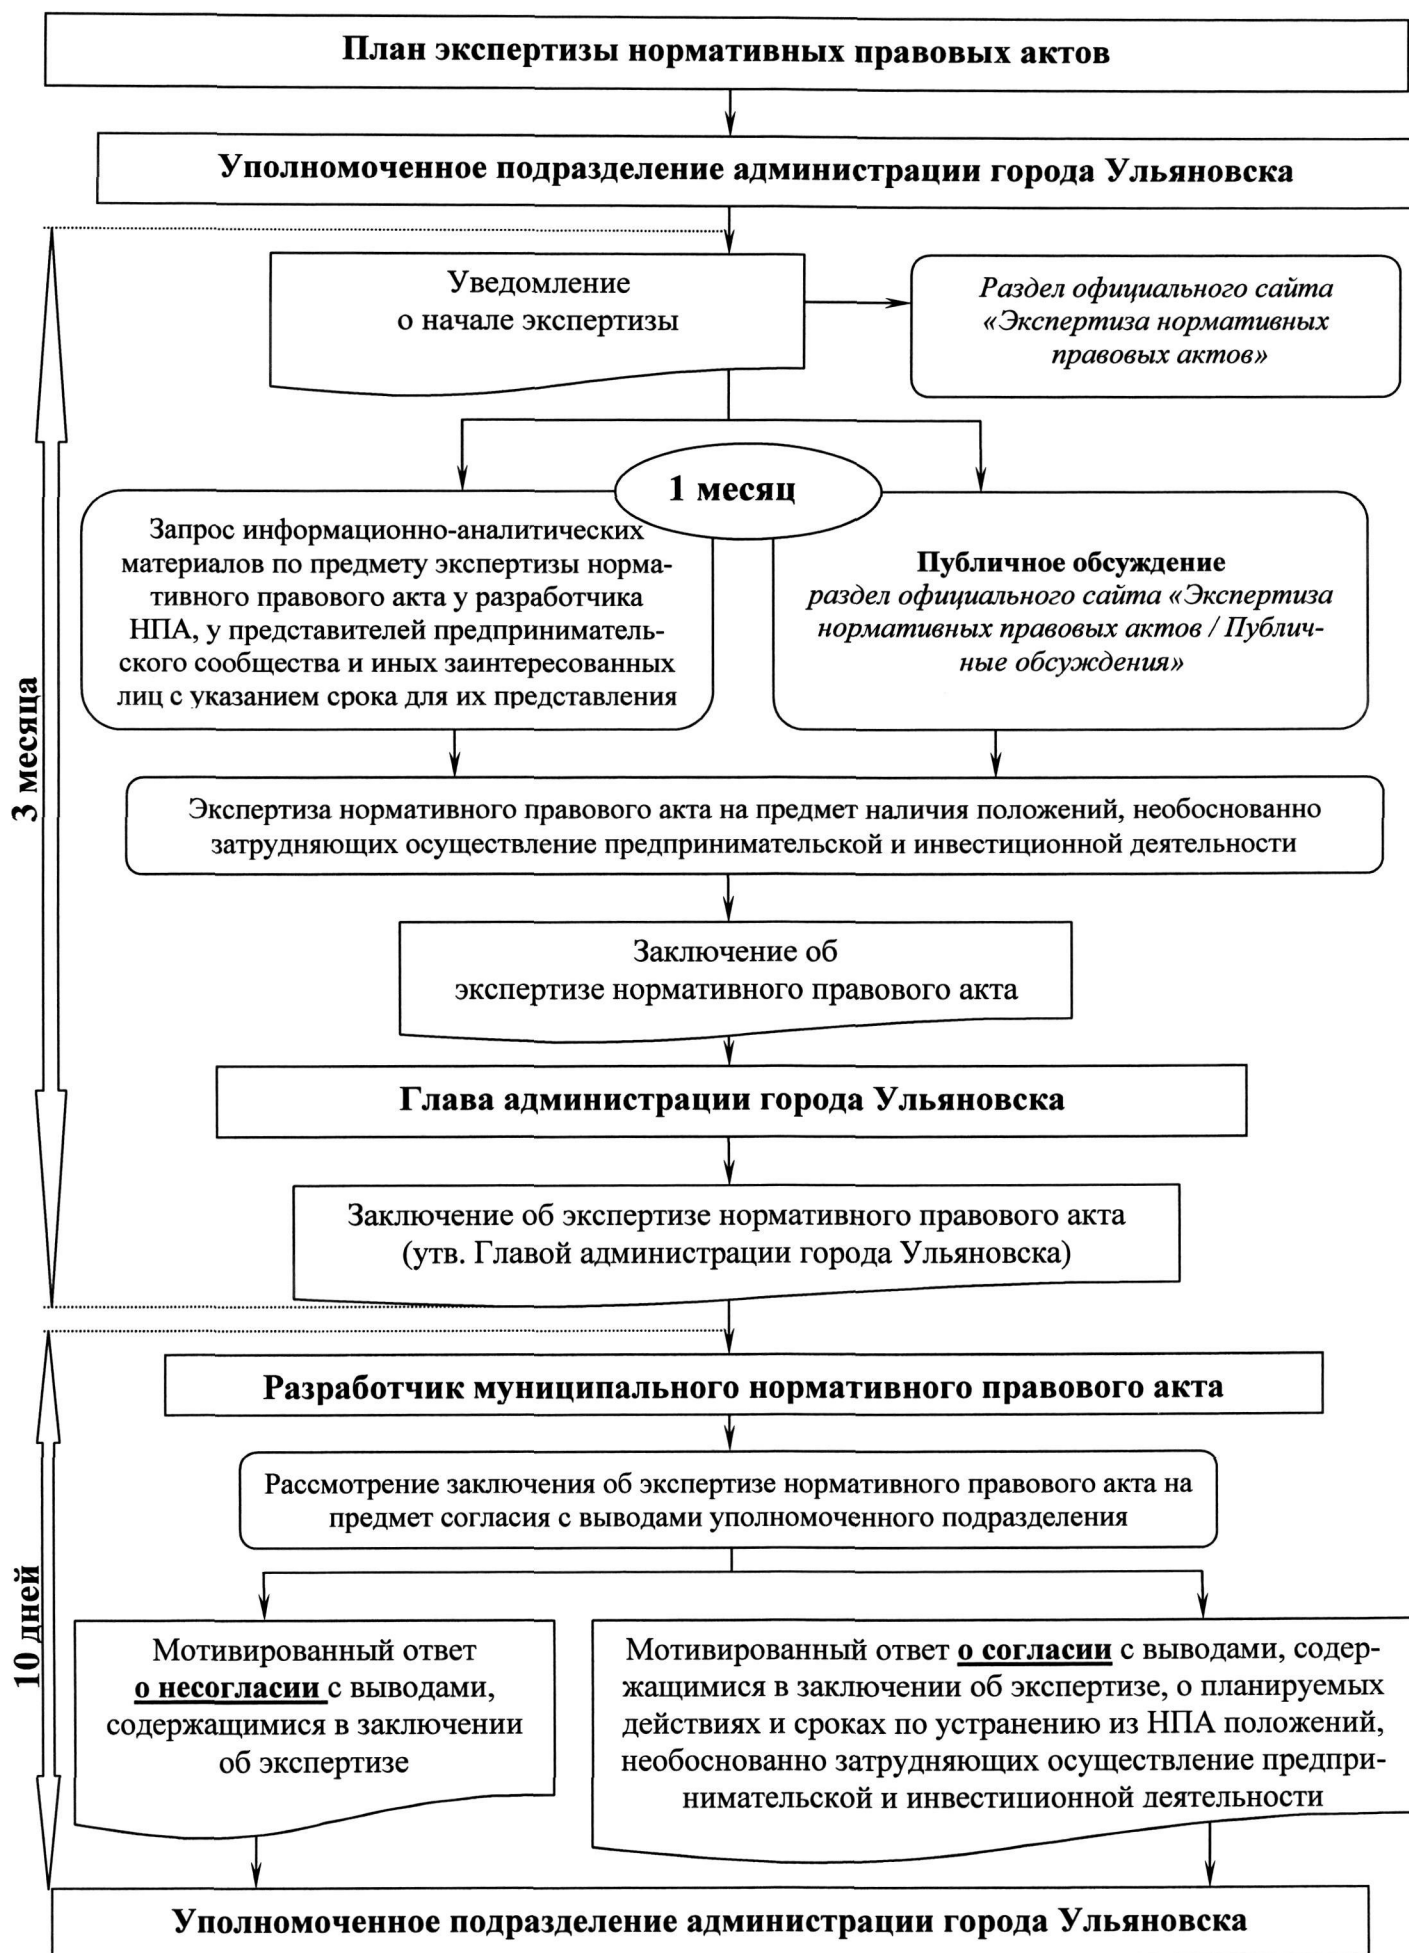 План экспертизы нормативных правовых актов
Уполномоченное подразделение администрации города Ульяновска
Уведомление
о начале экспертизы
Раздел официального сайта
«Экспертиза нормативных
правовых актов»
1 месяц
Запрос информационно-аналитических
материалов по предмету экспертизы норма-
тивного правового акта у разработчика
НПА, у представителей предприниматель-
ского сообщества и иных заинтересованных
лиц с указанием срока для их представления
Публичное обсуждение
раздел официального сайта «Экспертиза
нормативных правовых актов / Публич-
ные обсуждения»
3 месяца
Экспертиза нормативного правового акта на предмет наличия положений, необоснованно
затрудняющих осуществление предпринимательской и инвестиционной деятельности
Заключение об
экспертизе нормативного правового акта
Глава администрации города Ульяновска
Заключение об экспертизе нормативного правового акта
(утв. Главой администрации города Ульяновска)
Разработчик муниципального нормативного правового акта
Рассмотрение заключения об экспертизе нормативного правового акта на
предмет согласия с выводами уполномоченного подразделения
10 дней
Мотивированный ответ
о несогласии с выводами,
содержащимися в заключении
об экспертизе
Мотивированный ответ о согласии с выводами, содер-
жащимися в заключении об экспертизе, о планируемых
действиях и сроках по устранению из НПА положений,
необоснованно затрудняющих осуществление предпри-
нимательской и инвестиционной деятельности
Уполномоченное подразделение администрации города Ульяновска